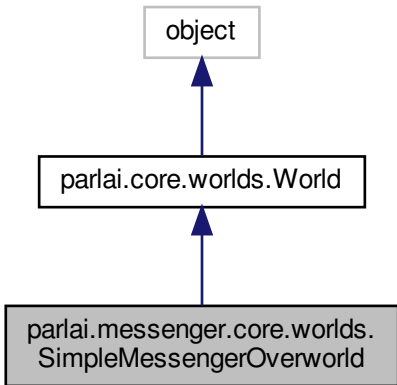 object
parlai.core.worlds.World
parlai.messenger.core.worlds.
SimpleMessengerOverworld